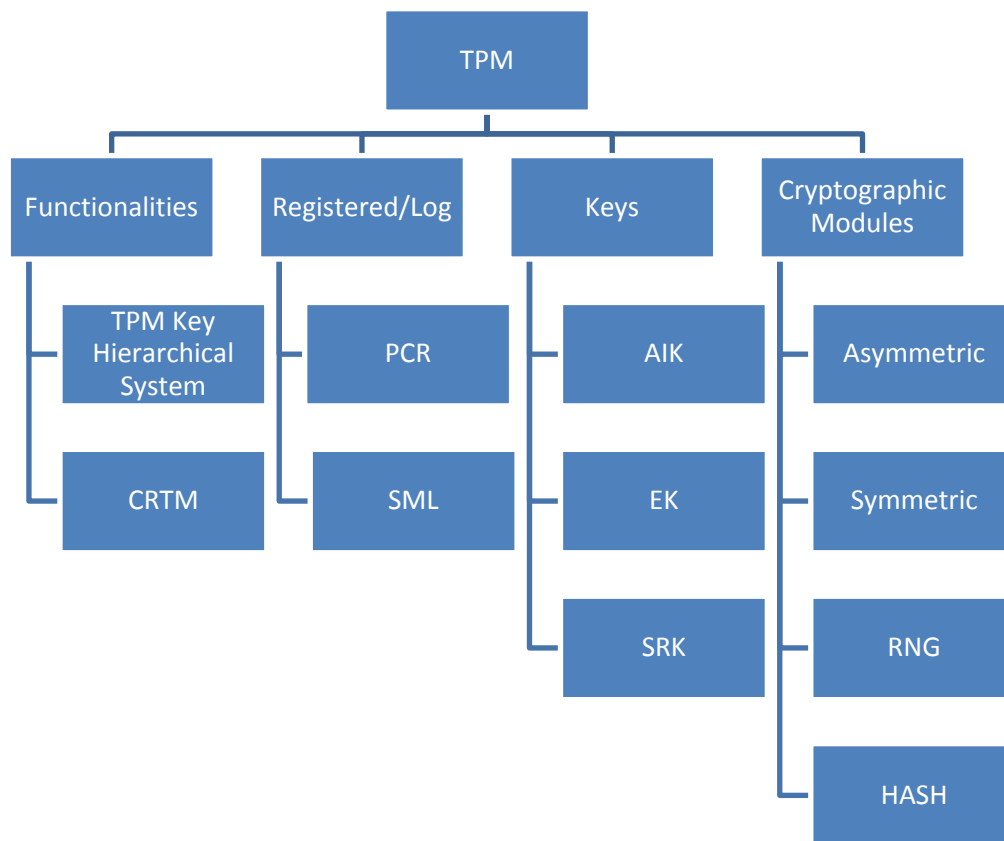 TPM
Functionalities
Registered/Log
Keys
Cryptographic
Modules
TPM Key
Hierarchical
System
PCR
AIK
Asymmetric
CRTM
SML
EK
Symmetric
SRK
RNG
HASH